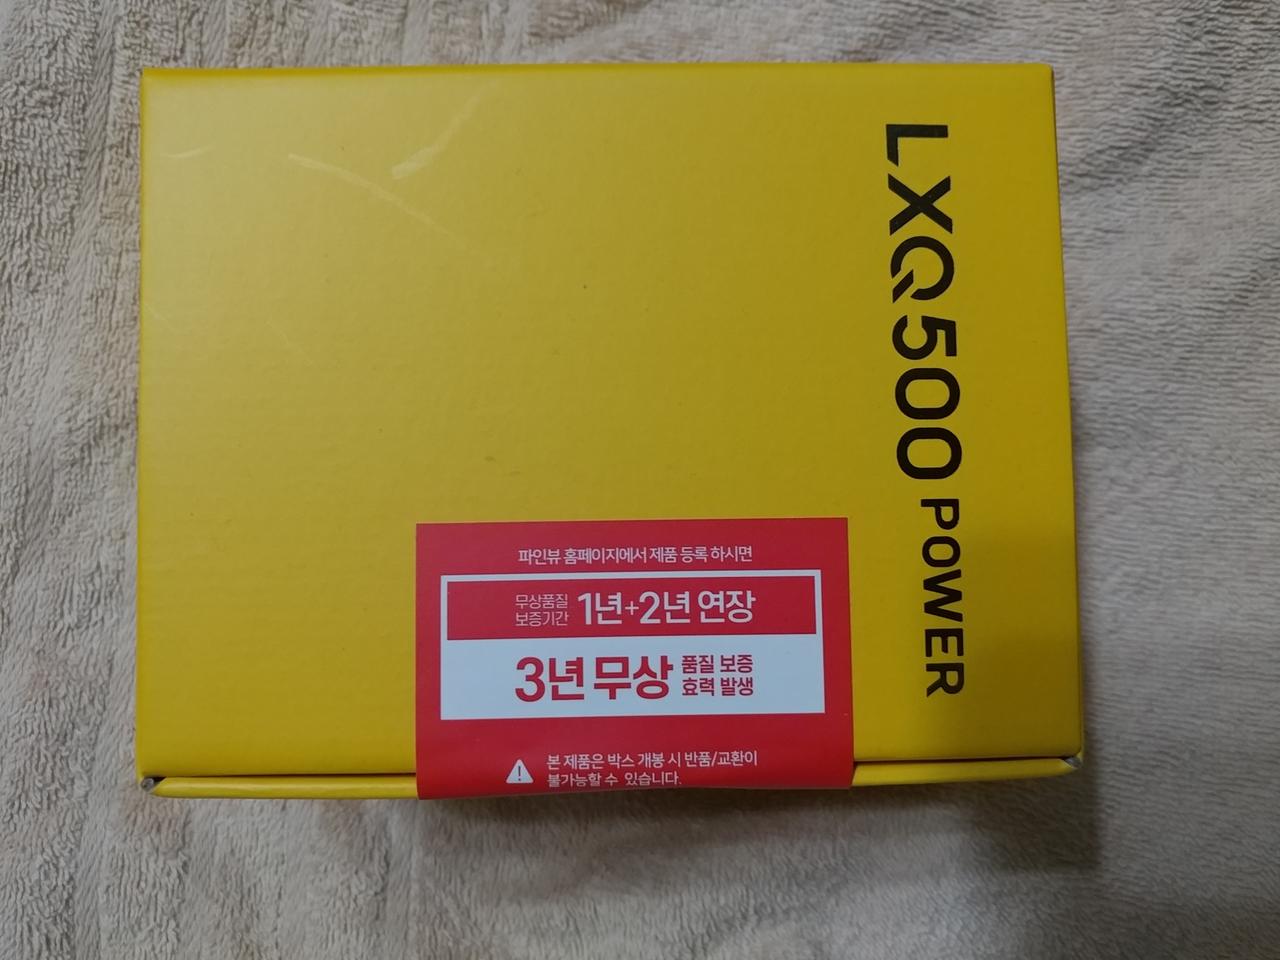 LXQ500 POWER
파인뷰 홈페이지에서 제품 등록 하시면
무상품질
보증기간 1년+2년 연장
3년 무상 품질 보증
효력 발생
본 제품은 박스 개봉 시 반품/교환이
불가능할 수 있습니다.